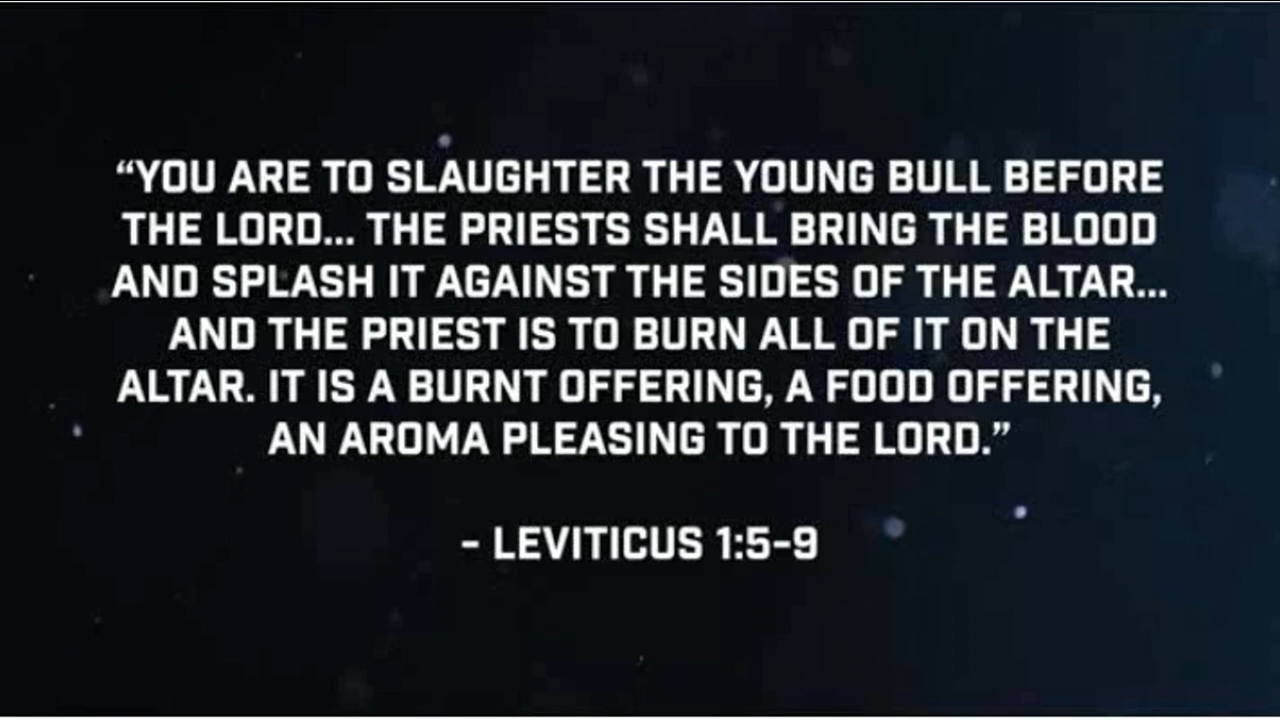 “YOU ARE TO SLAUGHTER THE YOUNG BULL BEFORE
THE LORD... THE PRIESTS SHALL BRING THE BLOOD
AND SPLASH IT AGAINST THE SIDES OF THE ALTAR...
AND THE PRIEST IS TO BURN ALL OF IT ON THE
ALTAR. IT IS A BURNT OFFERING, A FOOD OFFERING,
AN AROMA PLEASING TO THE LORD.”
- LEVITICUS 1:5-9